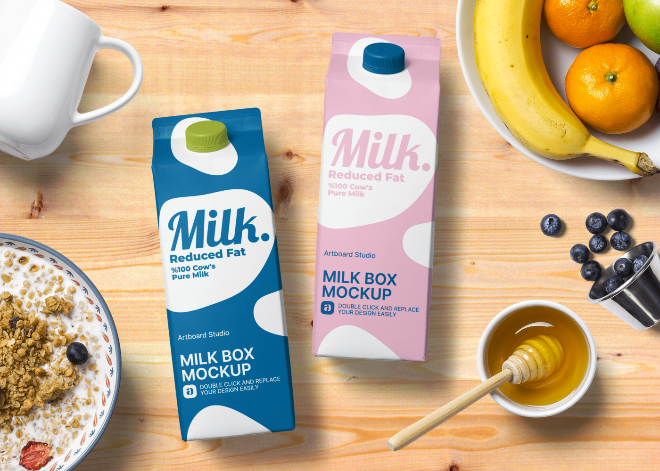 Milk.
Reduced Fat
%100 Cow's
Pure Milk
Artboard Studio
MILK BOX
MOCKUP
a
DOUBLE CLICK AND REPLACE
YOUR DESIGN EASILY
Milk.
Reduced Fat
%100 Cow's
Pure Milk
Artboard Studio
MILK BOX
MOCKUP
a
DOUBLE CLICK AND REPLACE
YOUR DESIGN EASILY